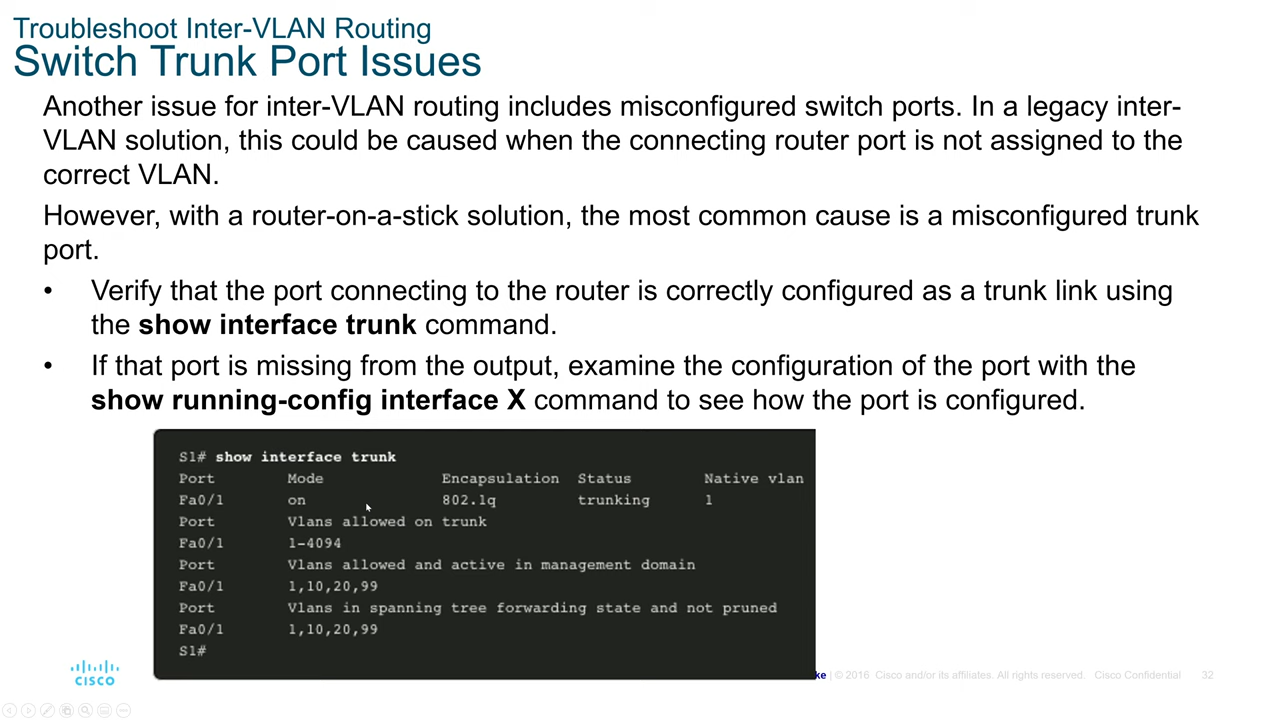 Troubleshoot Inter-VLAN Routing
Switch Trunk Port Issues
Another issue for inter-VLAN routing includes misconfigured switch ports. In a legacy inter-
VLAN solution, this could be caused when the connecting router port is not assigned to the
correct VLAN.
However, with a router-on-a-stick solution, the most common cause is a misconfigured trunk
port.
• Verify that the port connecting to the router is correctly configured as a trunk link using
the show interface trunk command.
• If that port is missing from the output, examine the configuration of the port with the
show running-config interface X command to see how the port is configured.
S1# show interface trunk
Port Mode Encapsulation Status Native vlan
Fa0/1 on 802.1q trunking 1
Port Vlans allowed on trunk
Fa0/1 1-4094
Port Vlans allowed and active in management domain
Fa0/1 1,10,20,99
Port Vlans in spanning tree forwarding state and not pruned
Fa0/1 1,10,20,99
S1#
CISCO
ke | © 2016 Cisco and/or its affiliates. All rights reserved. Cisco Confidential 32